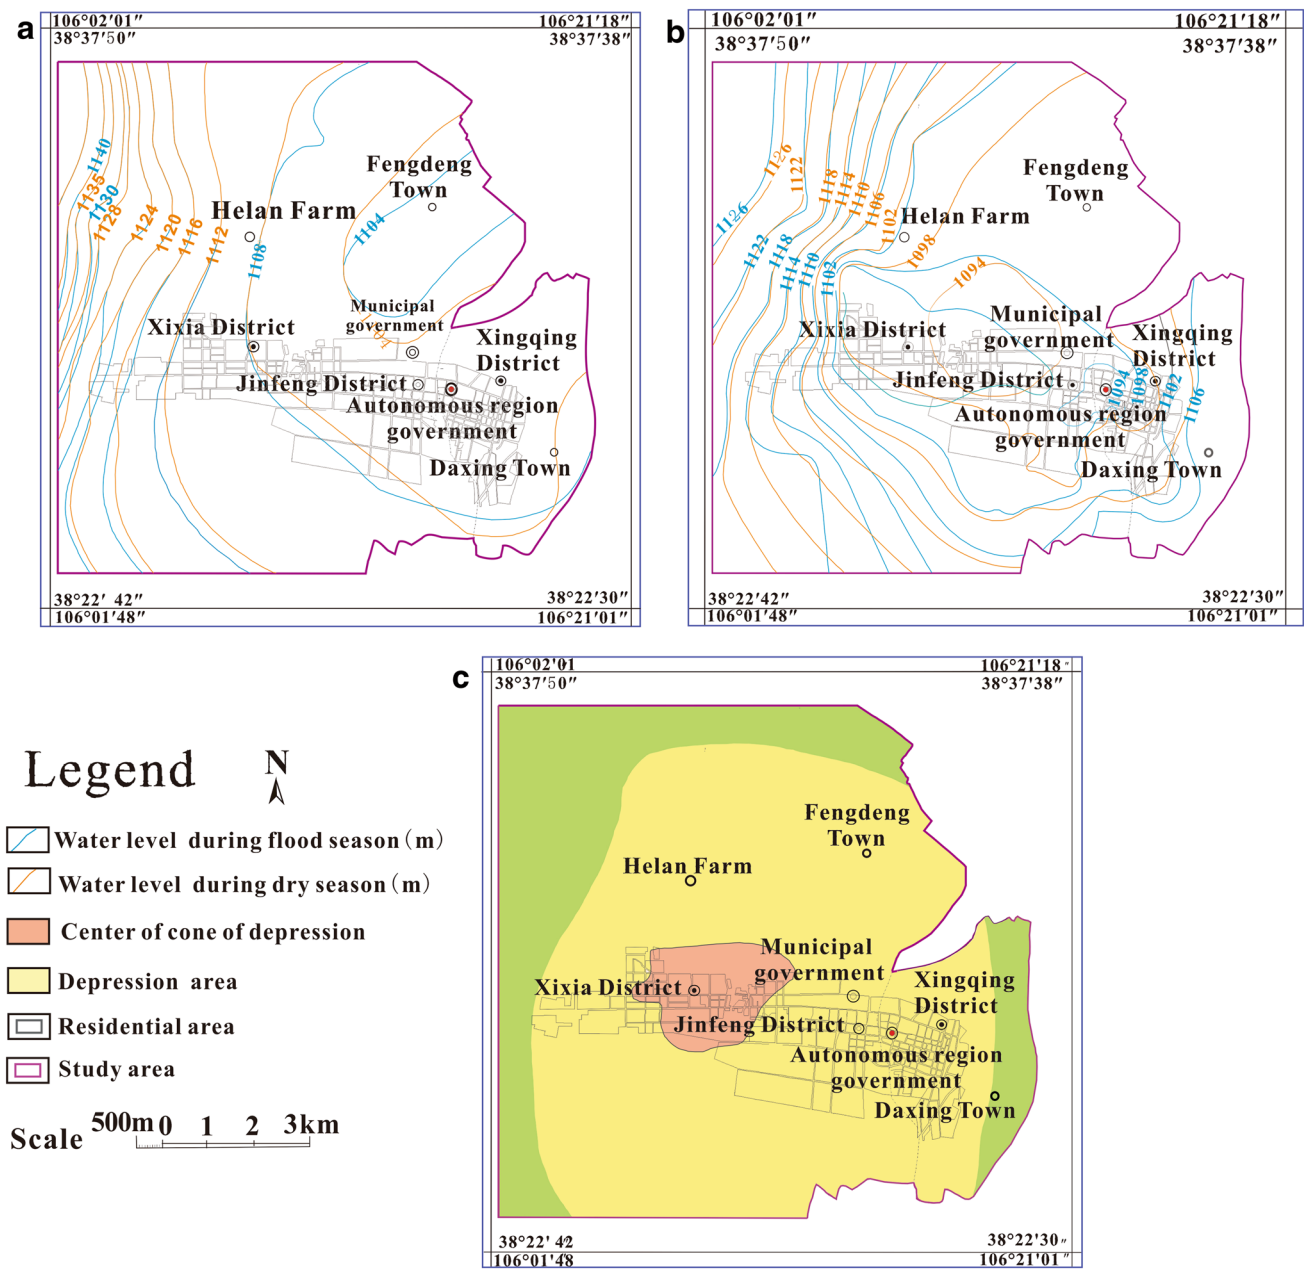 a
106°02′01″
106°21′18″
38°37′50″
38°37′38″
1140
1135
1130
1128
1124
1120
1116
1112
1108
1104
Fengdeng
Town
Helan Farm
Municipal
government
Xixia District
Xingqing
District
Jinfeng District
Autonomous region
government
Daxing Town
38°22′ 42″
38°22′30″
106°01′48″
106°21′01″
b
106°02′01″
106°21′18″
38°37′50″
38°37′38″
1126
1122
1118
1114
1110
1106
1102
1098
1094
1126
1122
1118
1114
1110
1102
Fengdeng
Town
Helan Farm
Municipal
government
Xixia District
Xingqing
District
Jinfeng District
1094
1098
1102
1106
Autonomous region
government
Daxing Town
38°22′42″
38°22′30″
106°01′48″
106°21′01″
c
106°02′01
106°21′18″
38°37′50″
38°37′38″
Fengdeng
Town
Helan Farm
Municipal
government
Xixia District
Xingqing
District
Jinfeng District
Autonomous region
government
Daxing Town
38°22′ 42
38°22′30″
106°01′48
106°21′01″
Legend
N
Water level during flood season(m)
Water level during dry season(m)
Center of cone of depression
Depression area
Residential area
Study area
Scale 500m 0 1 2 3km